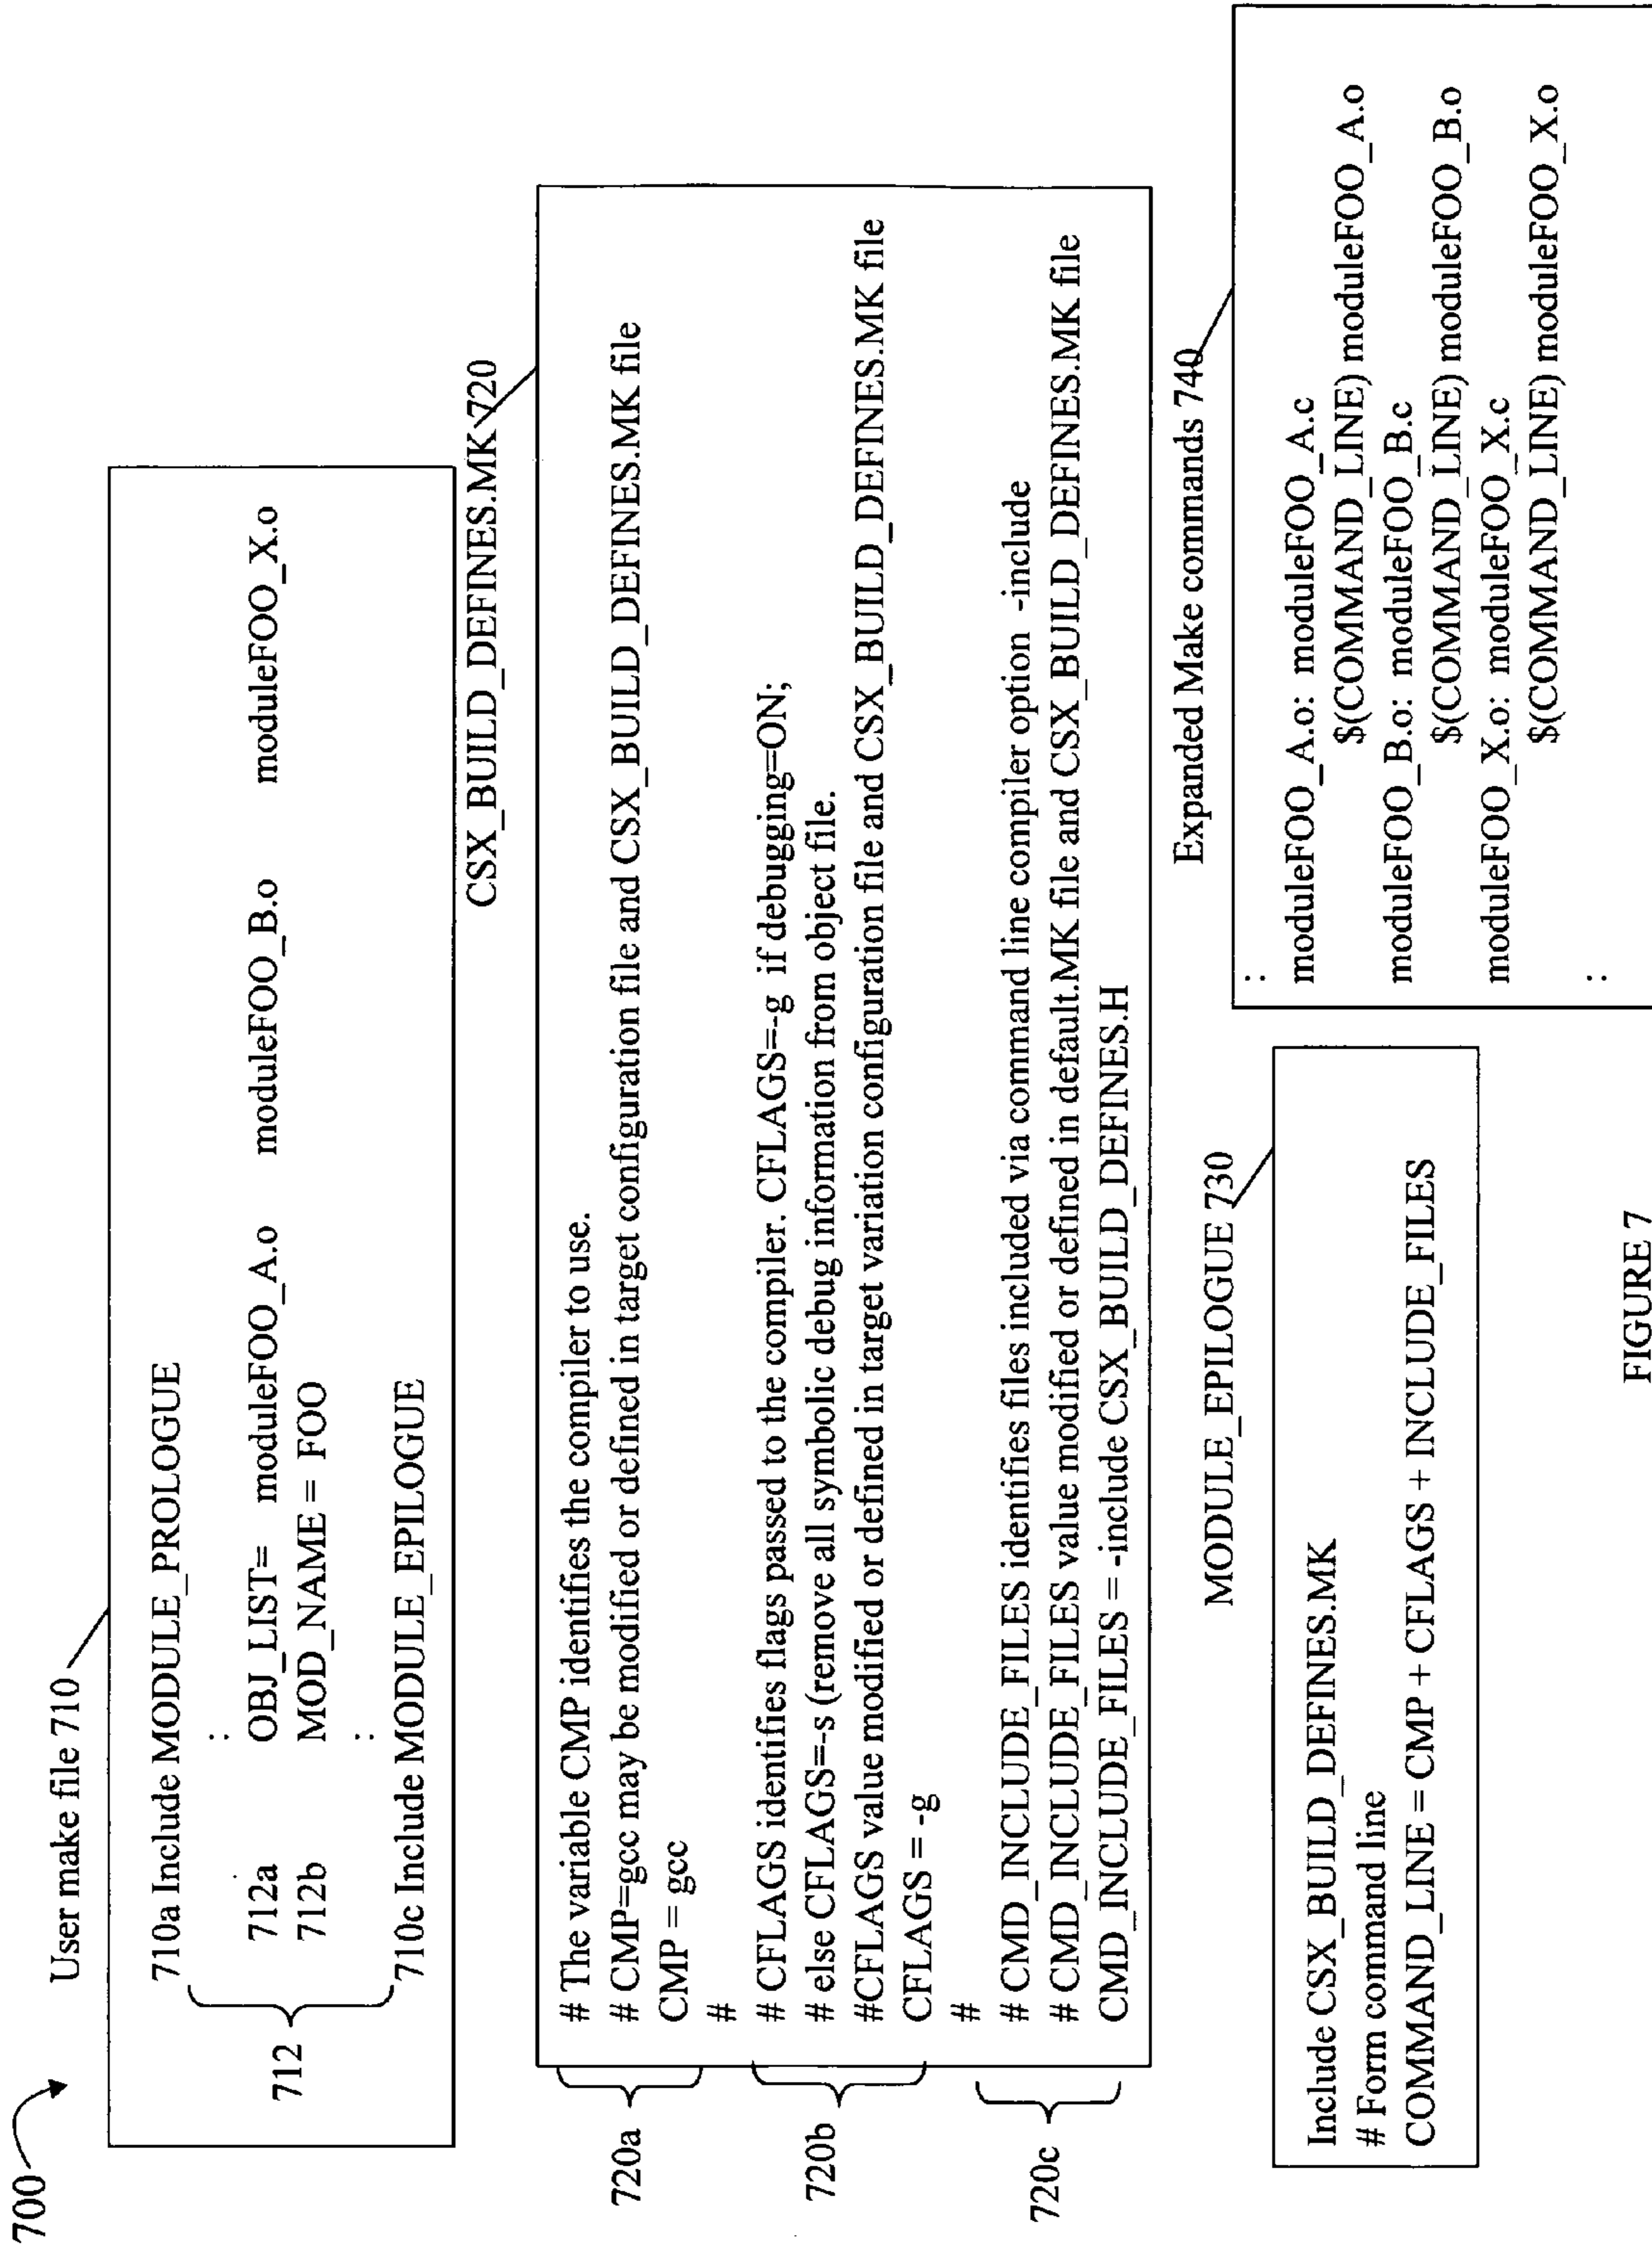 700
User make file 710
710a Include MODULE_PROLOGUE
:
712
712a OBJ_LIST= moduleFOO_A.o moduleFOO_B.o moduleFOO_X.o
712b MOD_NAME = FOO
:
710c Include MODULE_EPILOGUE
CSX_BUILD_DEFINES.MK 720
720a
# The variable CMP identifies the compiler to use.
# CMP=gcc may be modified or defined in target configuration file and CSX_BUILD_DEFINES.MK file
CMP = gcc
#
720b
# CFLAGS identifies flags passed to the compiler. CFLAGS=-g if debugging=ON;
# else CFLAGS=-s (remove all symbolic debug information from object file.
#CFLAGS value modified or defined in target variation configuration file and CSX_BUILD_DEFINES.MK file
CFLAGS = -g
#
720c
# CMD_INCLUDE_FILES identifies files included via command line compiler option -include
# CMD_INCLUDE_FILES value modified or defined in default.MK file and CSX_BUILD_DEFINES.MK file
CMD_INCLUDE_FILES = -include CSX_BUILD_DEFINES.H
MODULE_EPILOGUE 730
Include CSX_BUILD_DEFINES.MK
# Form command line
COMMAND_LINE = CMP + CFLAGS + INCLUDE_FILES
Expanded Make commands 740
:
moduleFOO_A.o: moduleFOO_A.c
$(COMMAND_LINE) moduleFOO_A.o
moduleFOO_B.o: moduleFOO_B.c
$(COMMAND_LINE) moduleFOO_B.o
moduleFOO_X.o: moduleFOO_X.c
$(COMMAND_LINE) moduleFOO_X.o
:
FIGURE 7